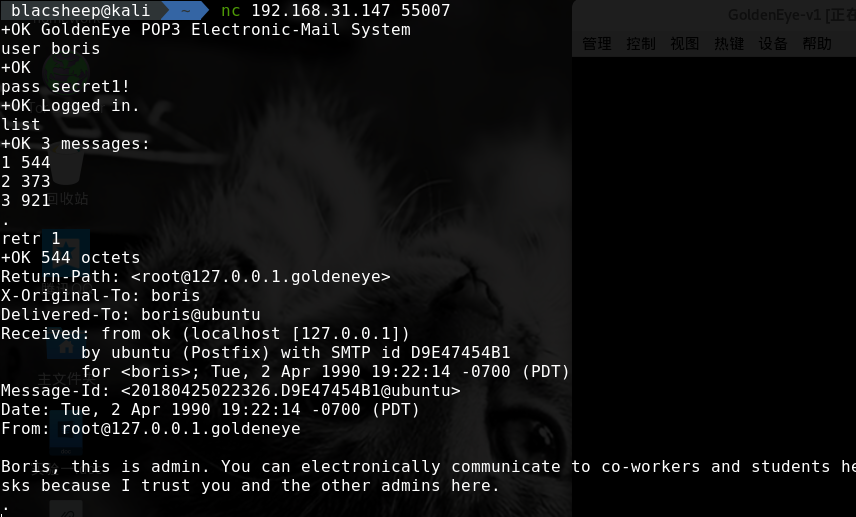 blacsheep@kali ~ nc 192.168.31.147 55007
GoldenEye-v1 [正在
管理 控制 视图 热键 设备 帮助
+OK GoldenEye POP3 Electronic-Mail System
user boris
+OK
pass secret1!
+OK Logged in.
list
+OK 3 messages:
1 544
2 373
3 921
回收站
.
retr 1
+OK 544 octets
Return-Path: <root@127.0.0.1.goldeneye>
X-Original-To: boris
Delivered-To: boris@ubuntu
Received: from ok (localhost [127.0.0.1])
by ubuntu (Postfix) with SMTP id D9E47454B1
for <boris>; Tue, 2 Apr 1990 19:22:14 -0700 (PDT)
主文件
Message-Id: <20180425022326.D9E47454B1@ubuntu>
Date: Tue, 2 Apr 1990 19:22:14 -0700 (PDT)
From: root@127.0.0.1.goldeneye
Boris, this is admin. You can electronically communicate to co-workers and students he
sks because I trust you and the other admins here.
.